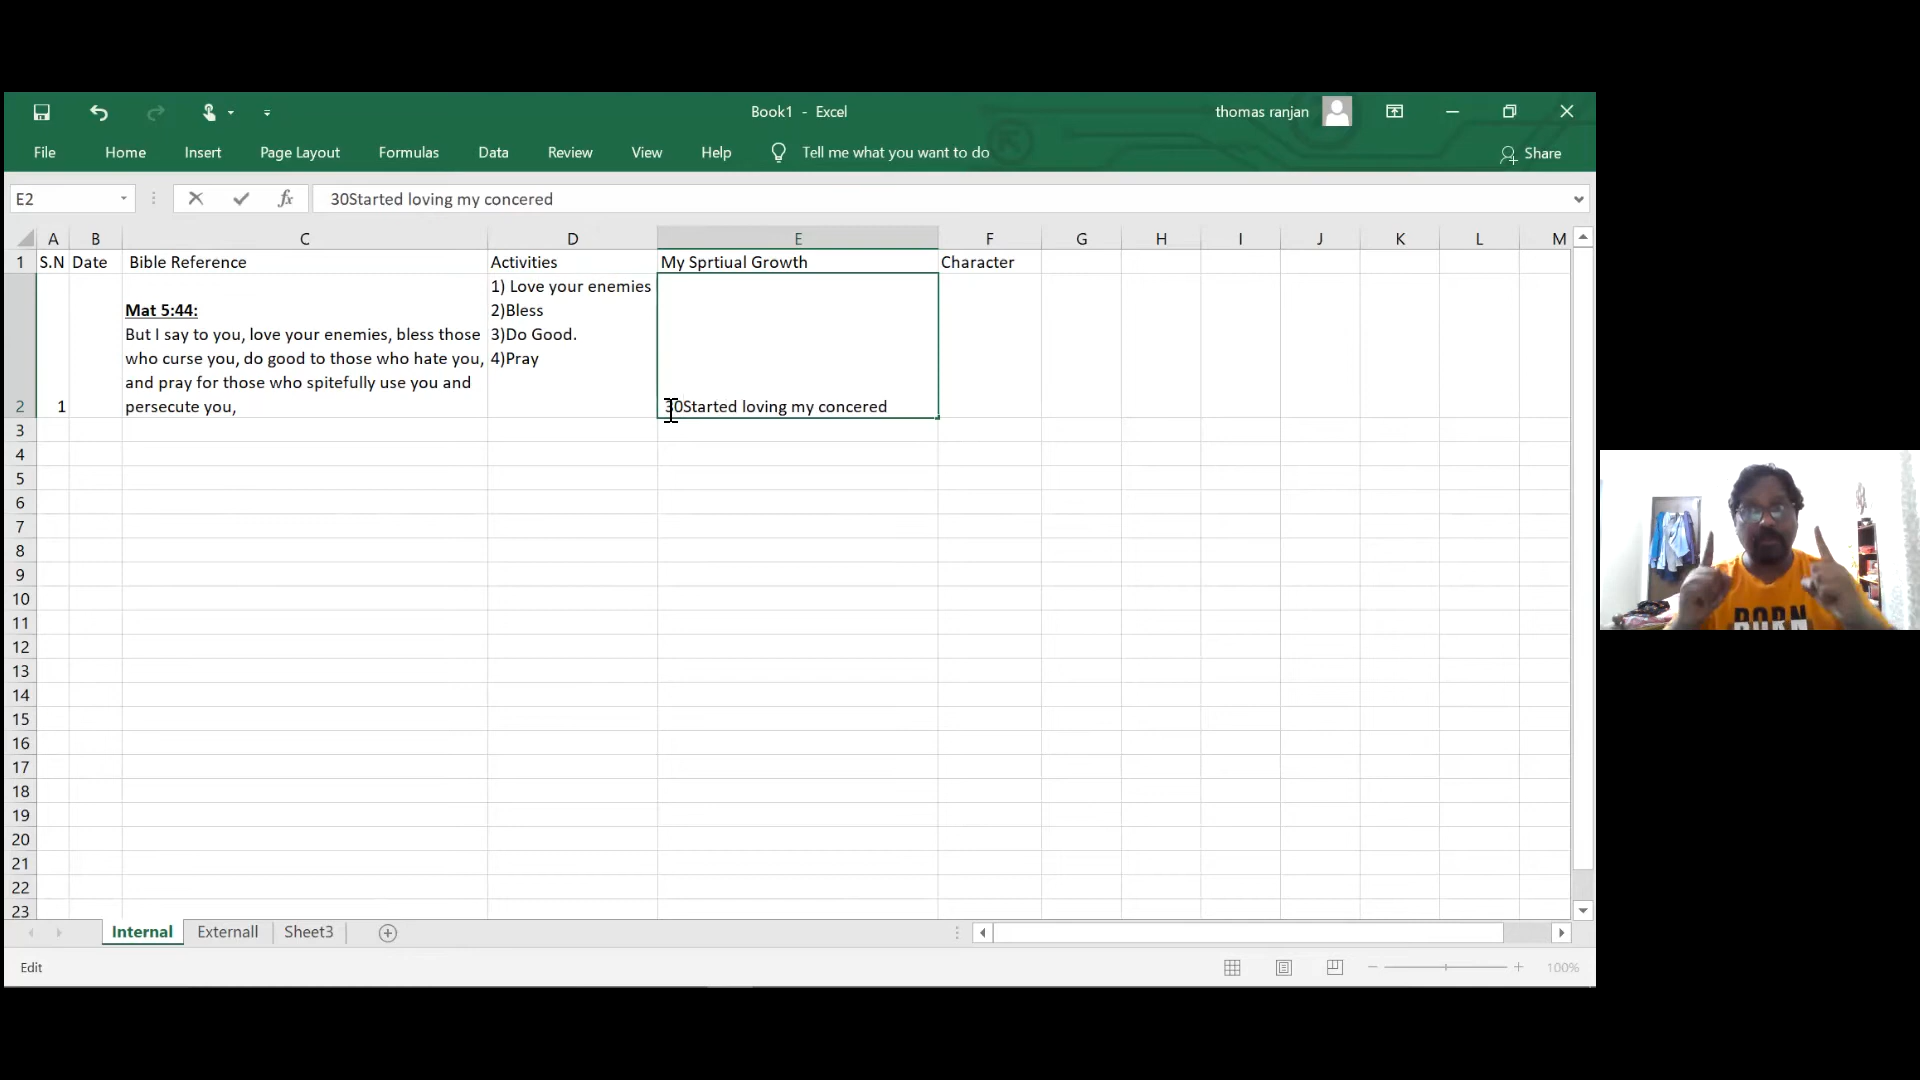 Book1 - Excel
thomas ranjan
File Home Insert Page Layout Formulas Data Review View Help Tell me what you want to do Share
E2 fx 30Started loving my concered
A B C D E F G H I J K L M
1 S.N Date Bible Reference Activities My Sprtiual Growth Character
1) Love your enemies
Mat 5:44: 2)Bless
But I say to you, love your enemies, bless those 3)Do Good.
who curse you, do good to those who hate you, 4)Pray
and pray for those who spitefully use you and
2 1 persecute you, 30Started loving my concered
3
4
5
6
7
8
9
10
11
12
13
14
15
16
17
18
19
20
21
22
23
Internal Externall Sheet3
Edit 100%
BORN